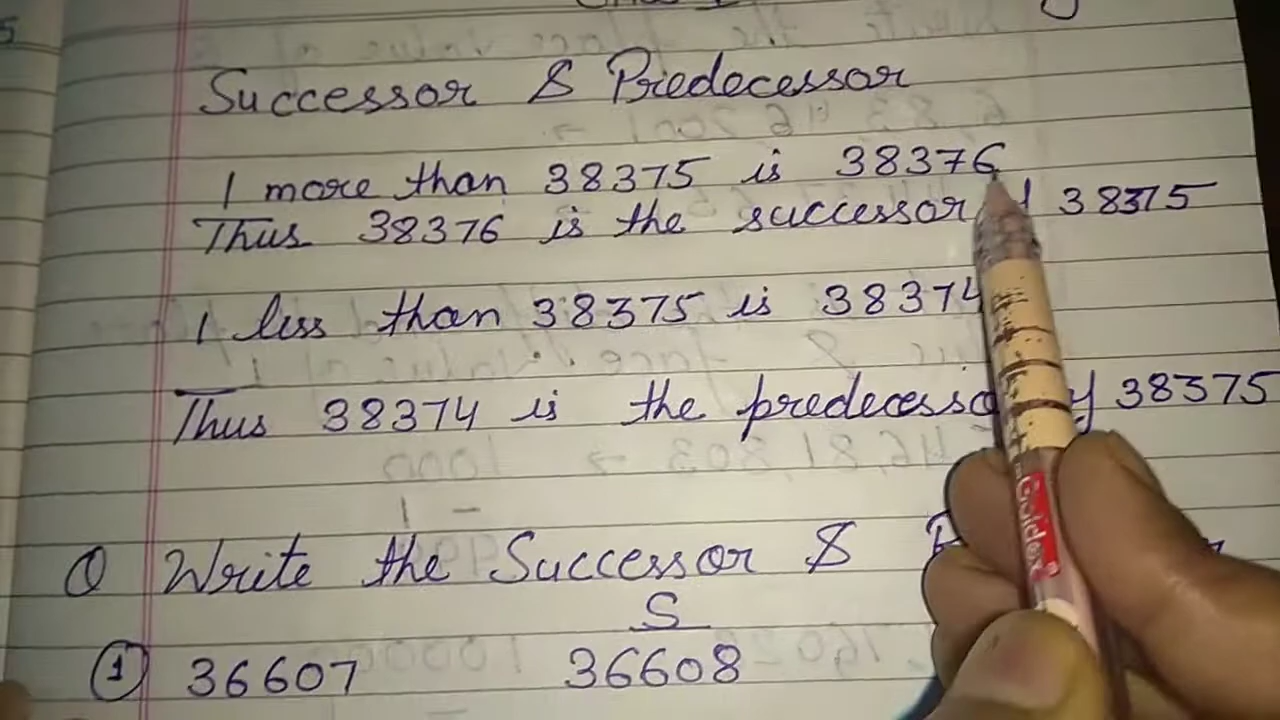 Successor & Predecessor
1 more than 38375 is 38376
Thus 38376 is the successor 38375
1 less than 38375 is 38374
Thus 38374 is the predecesso 38375
Q Write the Successor &
S
1 36607 36608
Goldex